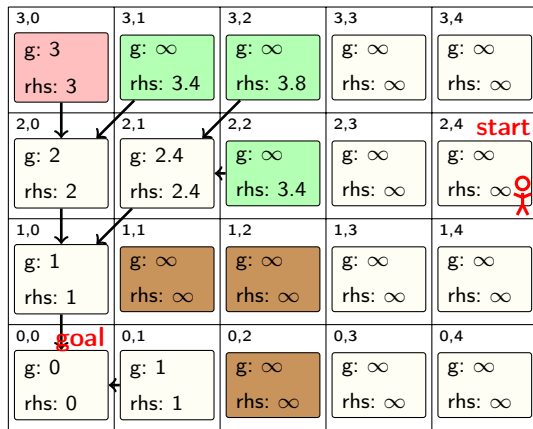 3,0 3,1 3,2 3,3 3,4
g: 3 g: ∞ g: ∞ g: ∞ g: ∞
rhs: 3 rhs: 3.4 rhs: 3.8 rhs: ∞ rhs: ∞
2,0 2,1 2,2 2,3 2,4 start
g: 2 g: 2.4 g: ∞ g: ∞ g: ∞
rhs: 2 rhs: 2.4 rhs: 3.4 rhs: ∞ rhs: ∞
1,0 1,1 1,2 1,3 1,4
g: 1 g: ∞ g: ∞ g: ∞ g: ∞
rhs: 1 rhs: ∞ rhs: ∞ rhs: ∞ rhs: ∞
0,0 goal 0,1 0,2 0,3 0,4
g: 0 g: 1 g: ∞ g: ∞ g: ∞
rhs: 0 rhs: 1 rhs: ∞ rhs: ∞ rhs: ∞